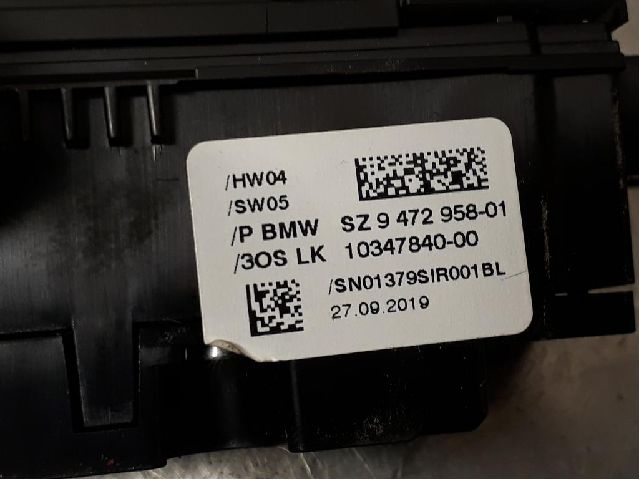 /HW04
/SW05
/P BMW SZ 9 472 958-01
/3OS LK 10347840-00
/SN01379SIR001BL
27.09.2019